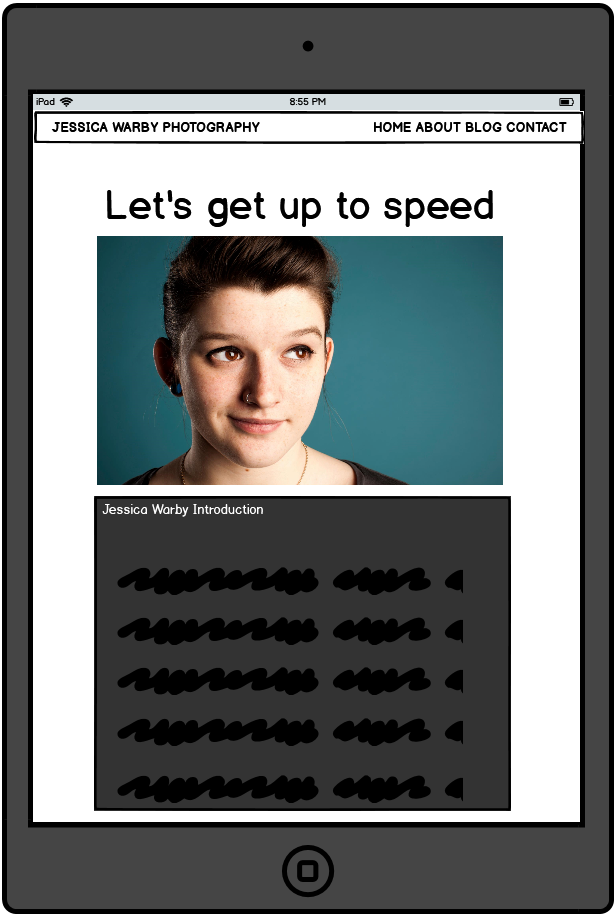 iPad 8:55 PM
JESSICA WARBY PHOTOGRAPHY HOME ABOUT BLOG CONTACT
Let's get up to speed
Jessica Warby Introduction